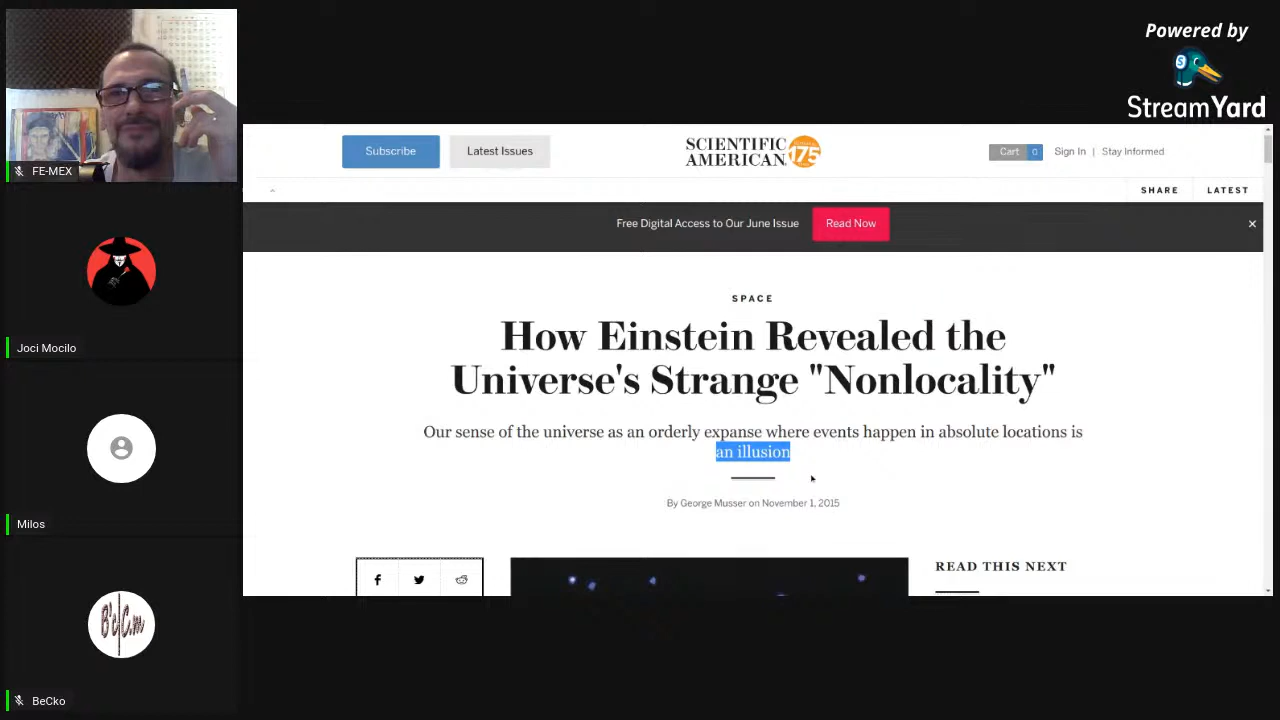 Powered by
StreamYard
FE-MEX
Joci Mocilo
Milos
B'c|C.m
BeCko
Subscribe
Latest Issues
SCIENTIFIC
AMERICAN 175
Cart 0 Sign In | Stay Informed
SHARE LATEST
Free Digital Access to Our June Issue Read Now
SPACE
How Einstein Revealed the
Universe's Strange "Nonlocality"
Our sense of the universe as an orderly expanse where events happen in absolute locations is
an illusion
By George Musser on November 1, 2015
READ THIS NEXT